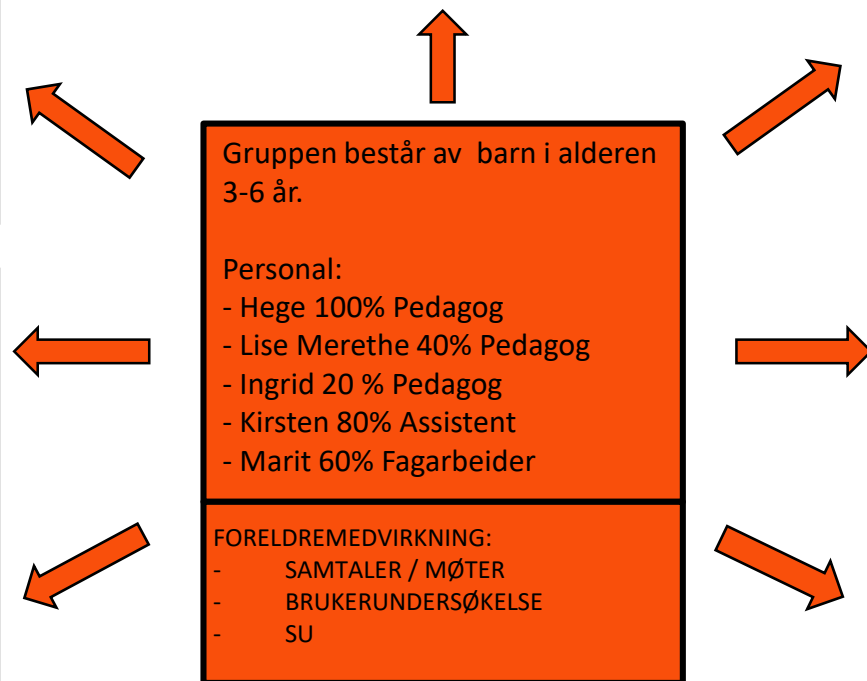 Gruppen består av  barn i alderen
3-6 år.
Personal:
- Hege 100% Pedagog
- Lise Merethe 40% Pedagog
- Ingrid 20 % Pedagog
- Kirsten 80% Assistent
- Marit 60% Fagarbeider
FORELDREMEDVIRKNING:
- SAMTALER / MØTER
- BRUKERUNDERSØKELSE
- SU